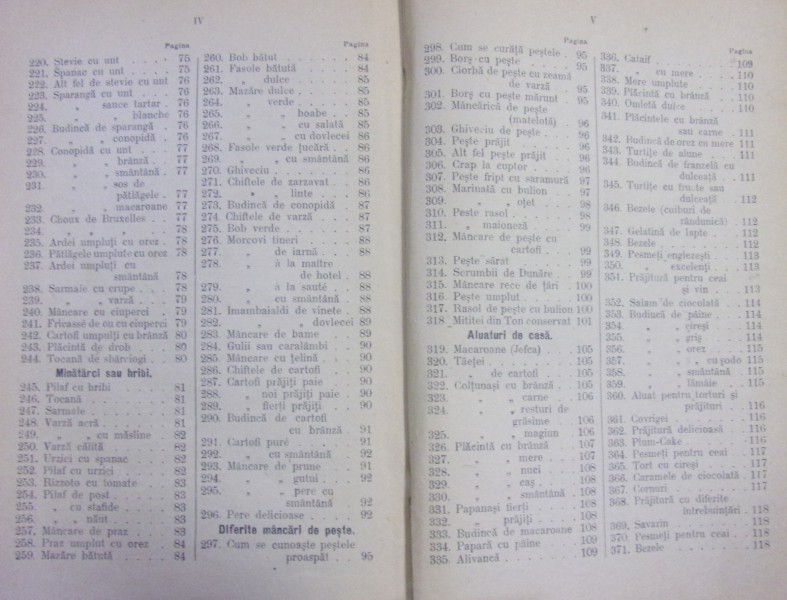 IV
Pagina
220. Stevie cu unt . . . . 75
221. Spanac cu unt . . . . 75
222. Alt fel de stevie cu unt 76
223. Sparangă cu unt . . . 76
224. „ sauce tartar . 76
225. „ „ blanche 76
226. Budincă de sparangă . 76
227. „ „ conopidă . 76
228. Conopidă cu unt . . . 77
229. „ „ brânză . . 77
230. „ „ smântână . 77
231. „ „ sos de
pătlăgele . . . 77
232. „ „ macaroane 77
233. Choux de Bruxelles . . 77
234. „ „ „ . . 78
235. Ardei umpluți cu orez . 78
236. Pătlăgele umplute cu orez 78
237. Ardei umpluți cu
smântână 78
238. Sarmale cu crupe . . . 78
239. „ „ varză . . 79
240. Mâncare cu ciuperci . 79
241. Fricassé de ou cu ciuperci 79
242. Cartofi umpluți cu brânză 80
243. Plăcintă de drob . . . 80
244. Tocană de sbârciogi . . 80
Minătărci sau hribi.
245. Pilaf cu hribi . . . . 81
246. Tocană . . . . . . 81
247. Sarmale . . . . . . 81
248. Varză acră . . . . . 81
249. „ „ cu măsline . 82
250. Varză călită . . . . . 82
251. Urzici cu spanac . . . 82
252. Pilaf cu urzici . . . . 82
253. Rizzoto cu tomate . . . 83
254. Pilaf de post . . . . . 83
255. „ cu stafide . . . . 83
256. „ „ năut . . . . 83
257. Mâncare de praz . . . 83
258. Praz umplut cu orez . . 84
259. Mazăre bătută . . . . 84
Pagina
260. Bob bătut . . . . . 84
261. Fasole bătută . . . . 84
262. „ dulce . . . . . 85
263. Mazăre dulce . . . . . 85
264. „ verde . . . . . 85
265. „ „ boabe . . 85
266. „ „ cu salată 85
267. „ „ cu dovlecei 86
268. Fasole verde țucără . . 86
269. „ „ cu smântână 86
270. Ghiveciu . . . . . . 86
271. Chiftele de zarzavat . . 86
272. „ „ linte . . . 86
273. Budincă de conopidă . . 87
274. Chiftele de varză . . . 87
275. Bob verde . . . . . 87
276. Morcovi tineri . . . . 88
277. „ de iarnă . . . 88
278. „ à la maître
de hotel . . 88
279. „ à la sauté . . 88
280. „ cu smântână . 88
281. Imambaialdi de vinete . 88
282. „ „ dovlecei 89
283. Mâncare de bame . . . 89
284. Gulii sau caralâmbi . . 90
285. Mâncare cu țelină . . . 90
286. Chiftele de cartofi . . . 90
287. Cartofi prăjiți paie . . 90
288. „ noi prăjiți paie . 90
289. „ fierți prăjiți . . 90
290. Budincă de cartofi
cu brânză . . 91
291. Cartofi puré . . . . . 91
292. „ cu smântână . . 92
293. Mâncare de prune . . . 91
294. „ „ gutui . . . 92
295. „ „ pere cu
smântână . . 92
296. Pere delicioase . . . . 92
Diferite mâncări de pește.
297. Cum se cunoaște peștele
proaspăt . . . 95
V
Pagina
298. Cum se curăță peștele . 95
299. Borș cu pește . . . . 95
300. Ciorbă de pește cu zeamă
de varză . . 95
301. Borș cu pește mărunt . 95
302. Mâncărică de pește
(matelotă) . . 96
303. Ghiveciu de pește . . . 96
304. Pește prăjit . . . . . 96
305. Alt fel pește prăjit . . 96
306. Crap la cuptor . . . . 96
307. Pește fript cu saramură 97
308. Marinată cu bulion . . 97
309. „ „ oțet . . . 98
310. Peste rasol . . . . . 98
311. „ maioneză . . . . 99
312. Mâncare de pește cu
cartofi . . 99
313. Pește sărat . . . . . 99
314. Scrumbii de Dunăre . . 99
315. Mâncare rece de țări . 100
316. Pește umplut . . . . 100
317. Rasol de pește cu bulion 100
318 Mititei din Ton conservat 101
Aluaturi de casă.
319. Macaroane (Jofca) . . . 105
320. Tăeței . . . . . . 105
321. „ de cartofi . . . 105
322. Colțunași cu brânză . . 105
323. „ „ carne . . 106
324. „ „ resturi de
grăsime . . 106
325. „ „ magiun . 106
326. Plăcintă cu brânză . . 107
327. „ „ mere . . . 107
328. „ „ nuci . . . 108
329. „ „ caș . . . 108
330. „ „ smântână . 108
331. Papanași fierți . . . . 108
332. „ prăjiți . . . . 108
333. Budincă de macaroane 108
334. Papară cu pâine . . . 109
335. Alivancă . . . . . . 109
Pagina
336. Cataif . . . . . . 109
337. „ cu mere . . . . 110
338. Mere umplute . . . . 110
339. Plăcintă cu brânză . . 110
340. Omletă dulce . . . . 110
341. Plăcintele cu brânză
sau carne . . 111
342. Budincă de orez cu mere 111
343. Turtițe de alune . . . 111
344. Budincă de franzelă cu
dulceață . . 111
345. Turtițe cu frunte sau
dulceață . . 112
346. Bezele (cuiburi de
rândunică) . . 112
347. Gelatină de lapte . . . 112
348. Bezele . . . . . . 112
349. Pesmeți englezești . . 113
350. „ excelenți . . . 113
351. Prăjitură pentru ceai
și vin . . 113
352. Salam de ciocolată . . 114
353. Budincă de pâine . . . 114
354. „ „ cireși . . . 114
355. „ „ griș . . . 114
356. „ „ orez . . . 115
357. „ „ „ cu șodo 115
358. „ „ smântână . 115
359. „ „ lămâie . . 115
360. Aluat pentru torturi și
prăjituri . . 116
361. Covrigei . . . . . . 116
362. Prăjitură delicioasă . . 116
363. Plum-Cake . . . . . 116
364. Pesmeți pentru ceai . . 117
365. Tort cu cireși . . . . 116
366. Caramele de ciocolată . 117
367. Cornuri . . . . . . 117
368. Prăjitură cu diferite
întrebuințări . . 118
369. Savarin . . . . . . 118
370. Pesmeți pentru ceai . . 118
371. Bezele . . . . . . 118